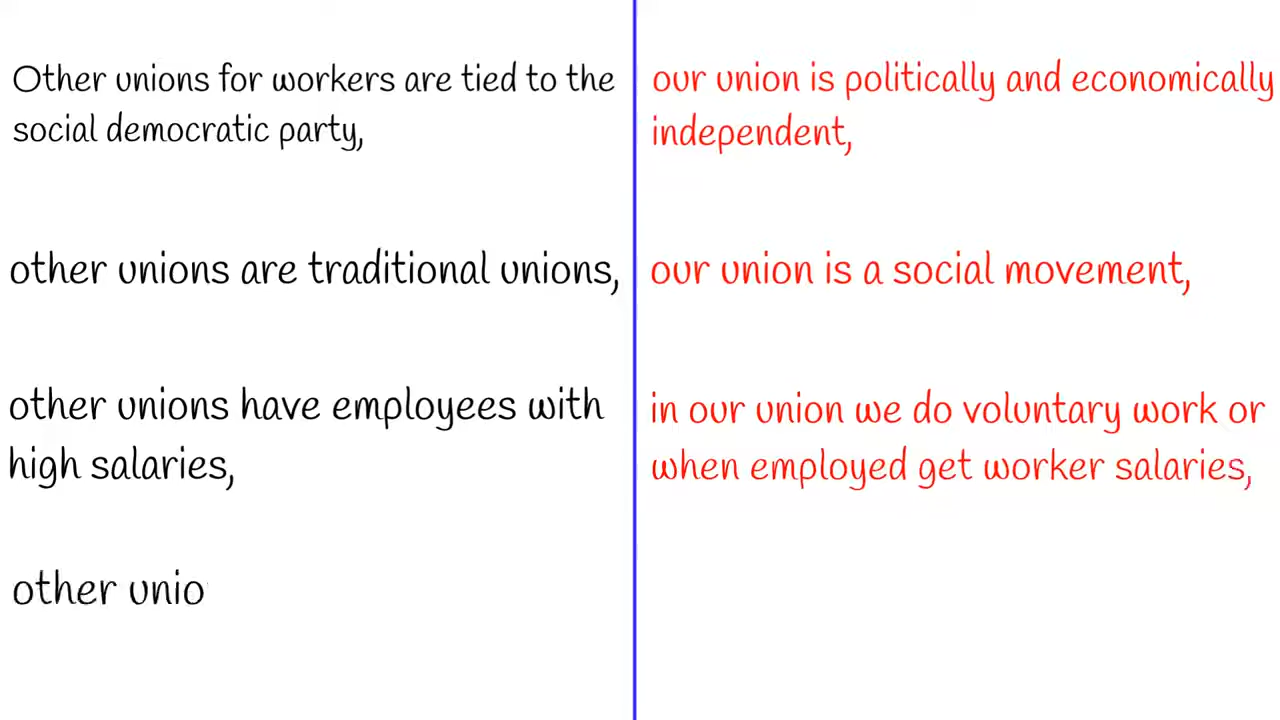 Other unions for workers are tied to the
social democratic party,
our union is politically and economically
independent,
other unions are traditional unions,
our union is a social movement,
other unions have employees with
high salaries,
in our union we do voluntary work or
when employed get worker salaries,
other unio